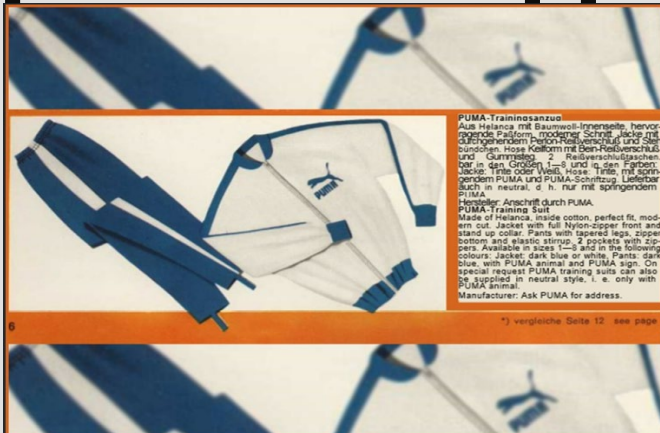 PUMA
PUMA
PUMA-Trainingsanzug
Aus Helanca mit Baumwoll-Innenseite, hervor-
ragende Paßform, moderner Schnitt. Jacke mit
durchgehendem Perlon-Reißverschluß und Steh
bündchen. Hose Keilform mit Bein-Reißverschluß
und Gummisteg. 2 Reißverschlußtaschen.
bar in den Größen 1—8 und in den Farben:
Jacke: Tinte oder Weiß, Hose: Tinte, mit sprin-
gendem PUMA und PUMA-Schriftzug. Lieferbar
auch in neutral, d. h. nur mit springendem
PUMA.
Hersteller: Anschrift durch PUMA.
PUMA-Training Suit
Made of Helanca, inside cotton, perfect fit, mod-
ern cut. Jacket with full Nylon-zipper front and
stand up collar. Pants with tapered legs, zipper
bottom and elastic stirrup. 2 pockets with zip-
pers. Available in sizes 1—8 and in the following
colours: Jacket: dark blue or white, Pants: dark
blue, with PUMA animal and PUMA sign. On
special request PUMA training suits can also
be supplied in neutral style, i. e. only with
PUMA animal.
Manufacturer: Ask PUMA for address.
6
*) vergleiche Seite 12 see page
PUMA